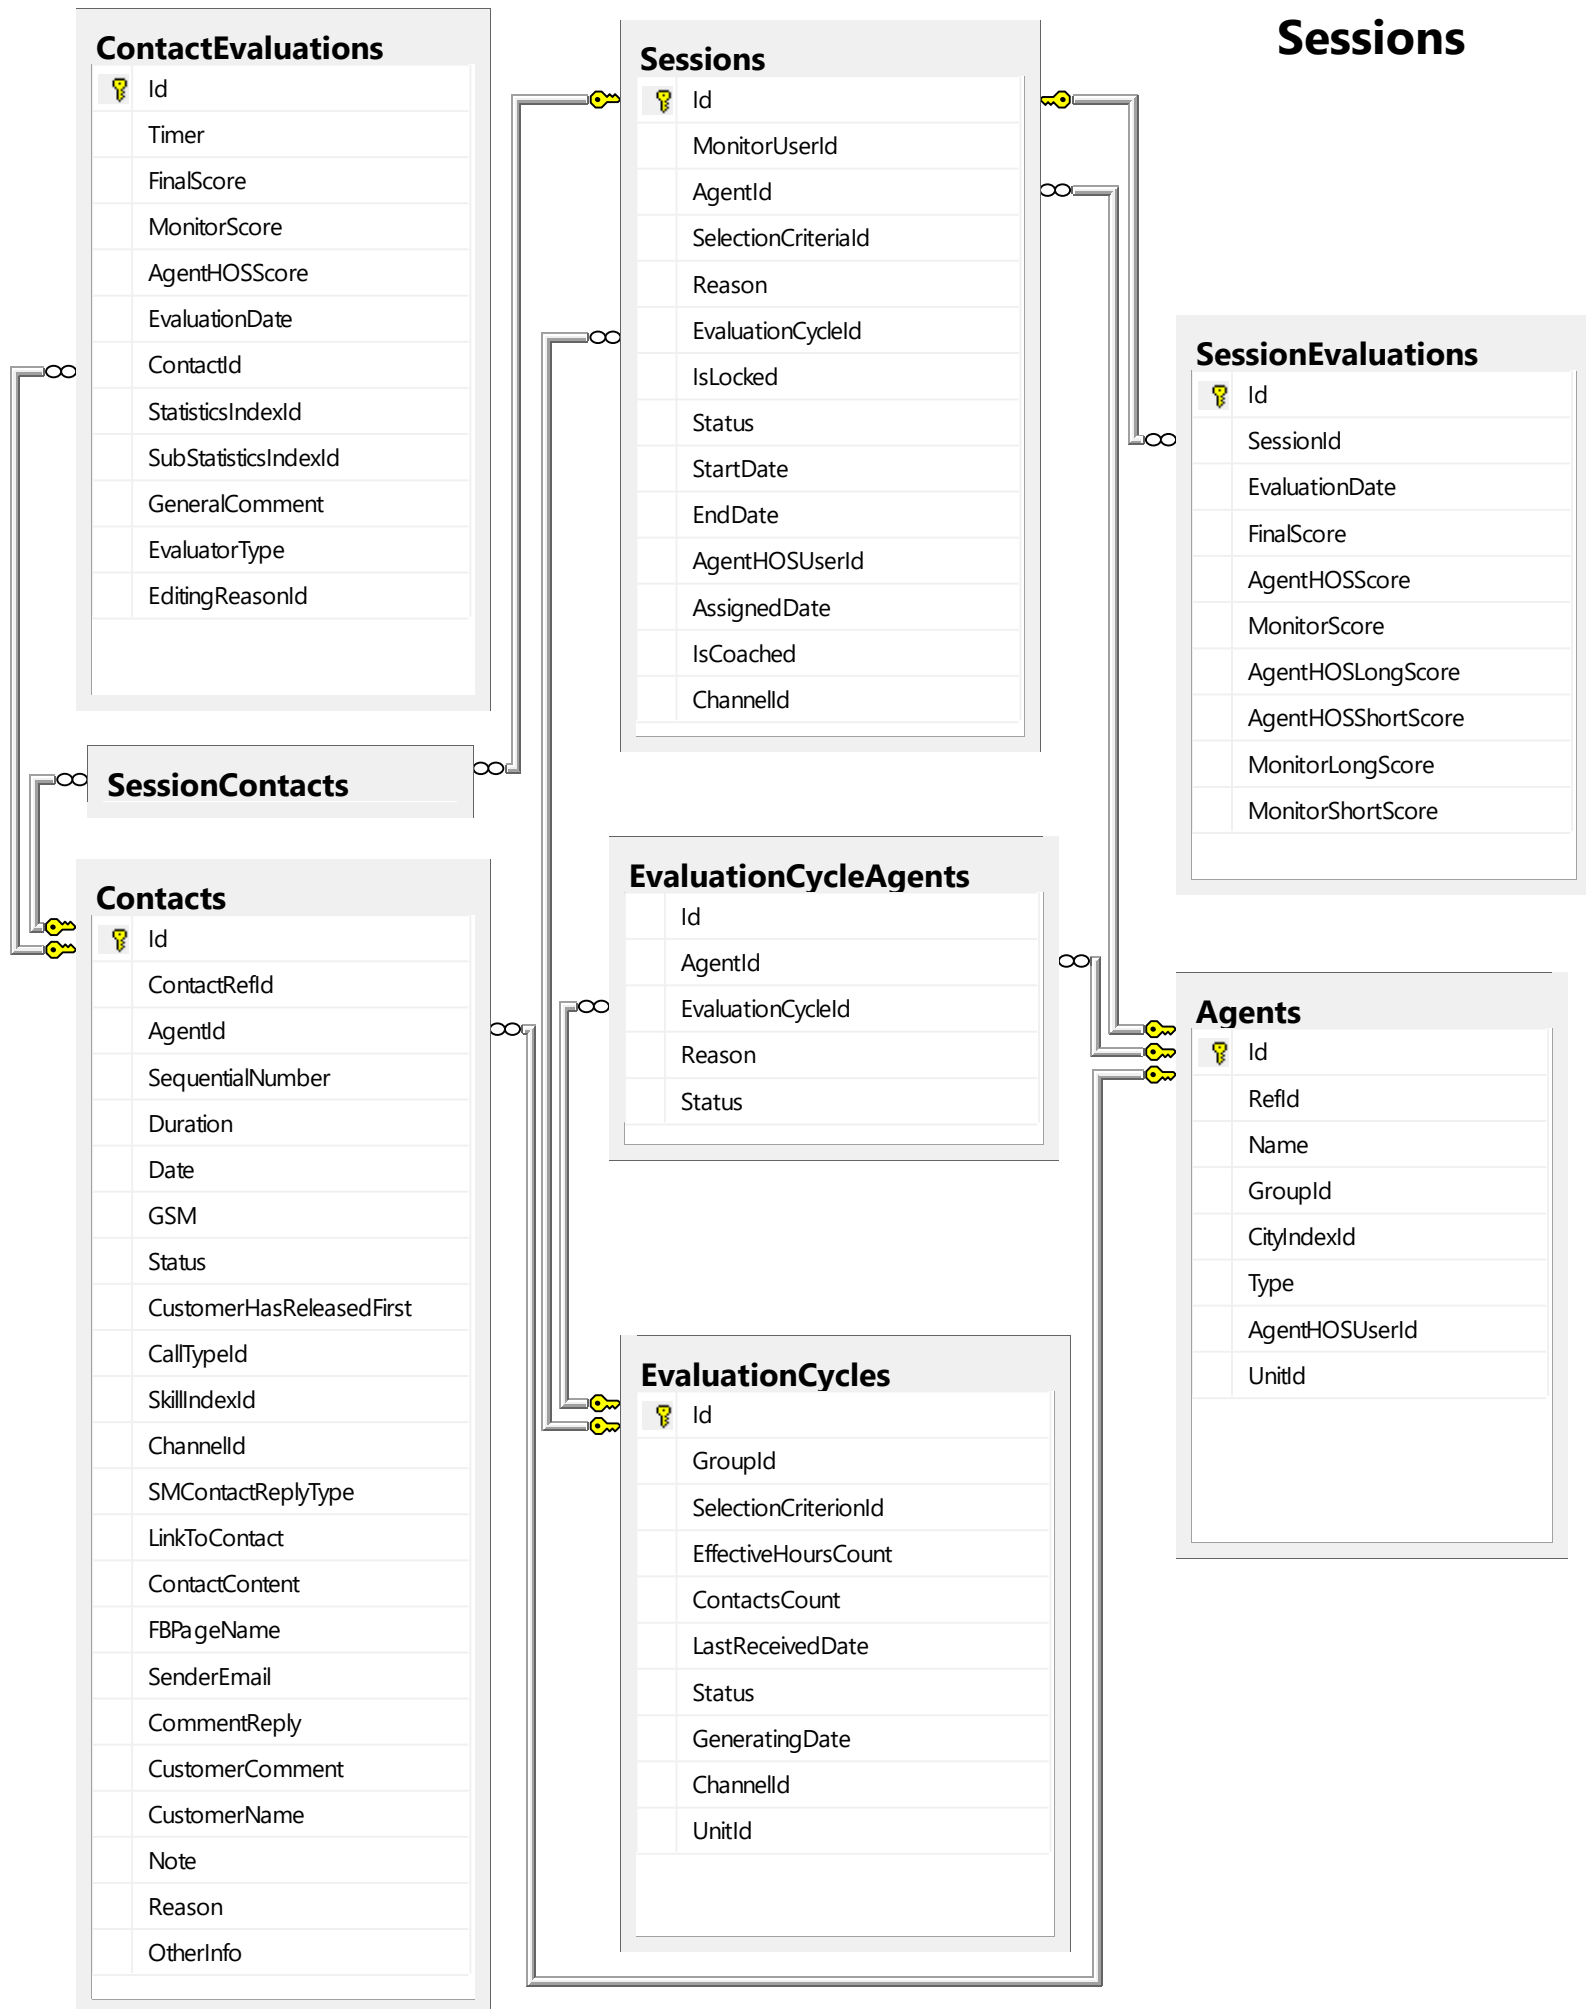 Sessions
ContactEvaluations
Id
Timer
FinalScore
MonitorScore
AgentHOSScore
EvaluationDate
ContactId
StatisticsIndexId
SubStatisticsIndexId
GeneralComment
EvaluatorType
EditingReasonId
SessionContacts
Contacts
Id
ContactRefId
AgentId
SequentialNumber
Duration
Date
GSM
Status
CustomerHasReleasedFirst
CallTypeId
SkillIndexId
ChannelId
SMContactReplyType
LinkToContact
ContactContent
FBPageName
SenderEmail
CommentReply
CustomerComment
CustomerName
Note
Reason
OtherInfo
Sessions
Id
MonitorUserId
AgentId
SelectionCriteriaId
Reason
EvaluationCycleId
IsLocked
Status
StartDate
EndDate
AgentHOSUserId
AssignedDate
IsCoached
ChannelId
EvaluationCycleAgents
Id
AgentId
EvaluationCycleId
Reason
Status
EvaluationCycles
Id
GroupId
SelectionCriterionId
EffectiveHoursCount
ContactsCount
LastReceivedDate
Status
GeneratingDate
ChannelId
UnitId
SessionEvaluations
Id
SessionId
EvaluationDate
FinalScore
AgentHOSScore
MonitorScore
AgentHOSLongScore
AgentHOSShortScore
MonitorLongScore
MonitorShortScore
Agents
Id
RefId
Name
GroupId
CityIndexId
Type
AgentHOSUserId
UnitId